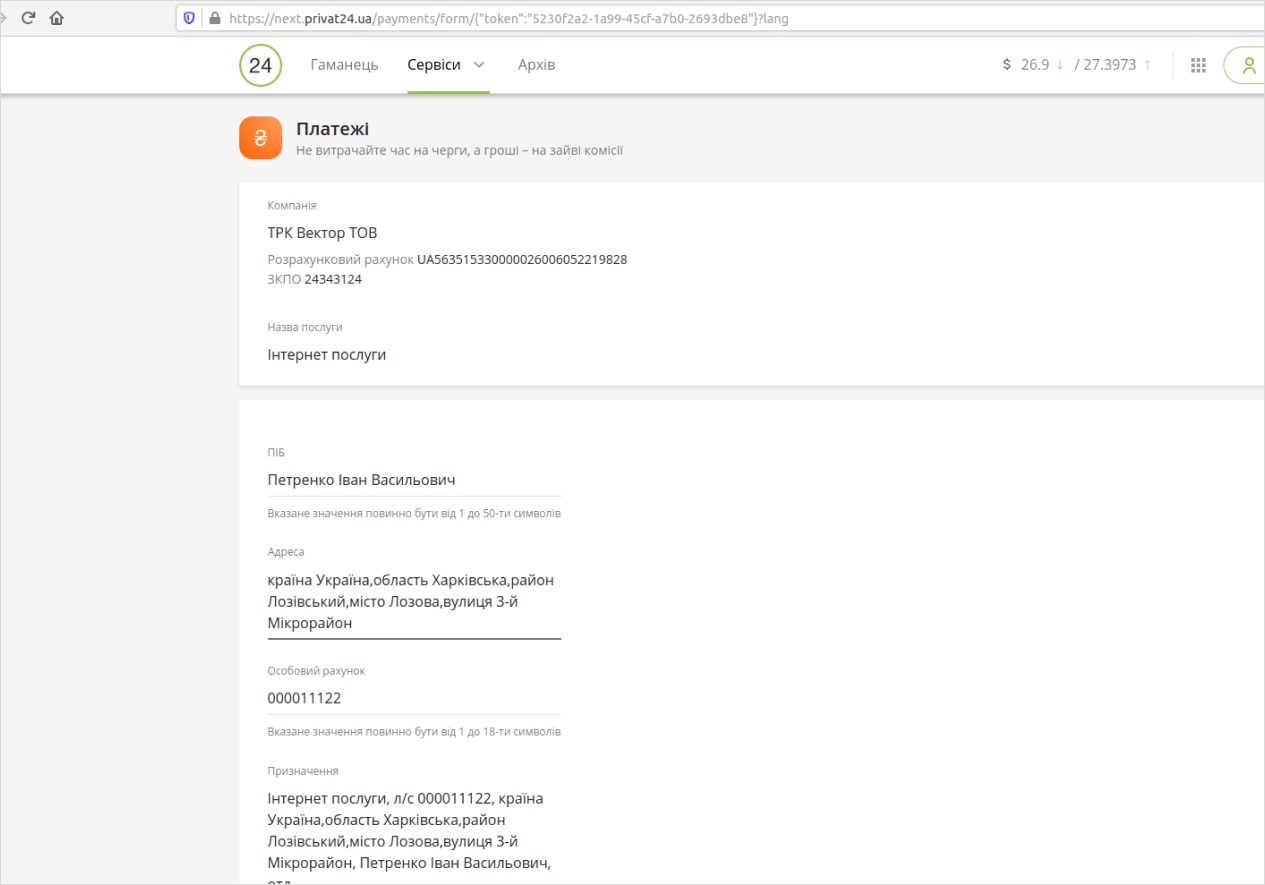 https://next.privat24.ua/payments/form/{"token":"5230f2a2-1a99-45cf-a7b0-2693dbe8"}?lang
24 Гаманець Сервіси Архів $ 26.9 ↓ / 27.3973 ↑
₴
Платежі
Не витрачайте час на черги, а гроші – на зайві комісії
Компанія
ТРК Вектор ТОВ
Розрахунковий рахунок UA563515330000026006052219828
ЗКПО 24343124
Назва послуги
Інтернет послуги
ПІБ
Петренко Іван Васильович
Вказане значення повинно бути від 1 до 50-ти символів
Адреса
країна Україна,область Харківська,район
Лозівський,місто Лозова,вулиця 3-й
Мікрорайон
Особовий рахунок
000011122
Вказане значення повинно бути від 1 до 18-ти символів
Призначення
Інтернет послуги, л/с 000011122, країна
Україна,область Харківська,район
Лозівський,місто Лозова,вулиця 3-й
Мікрорайон, Петренко Іван Васильович,